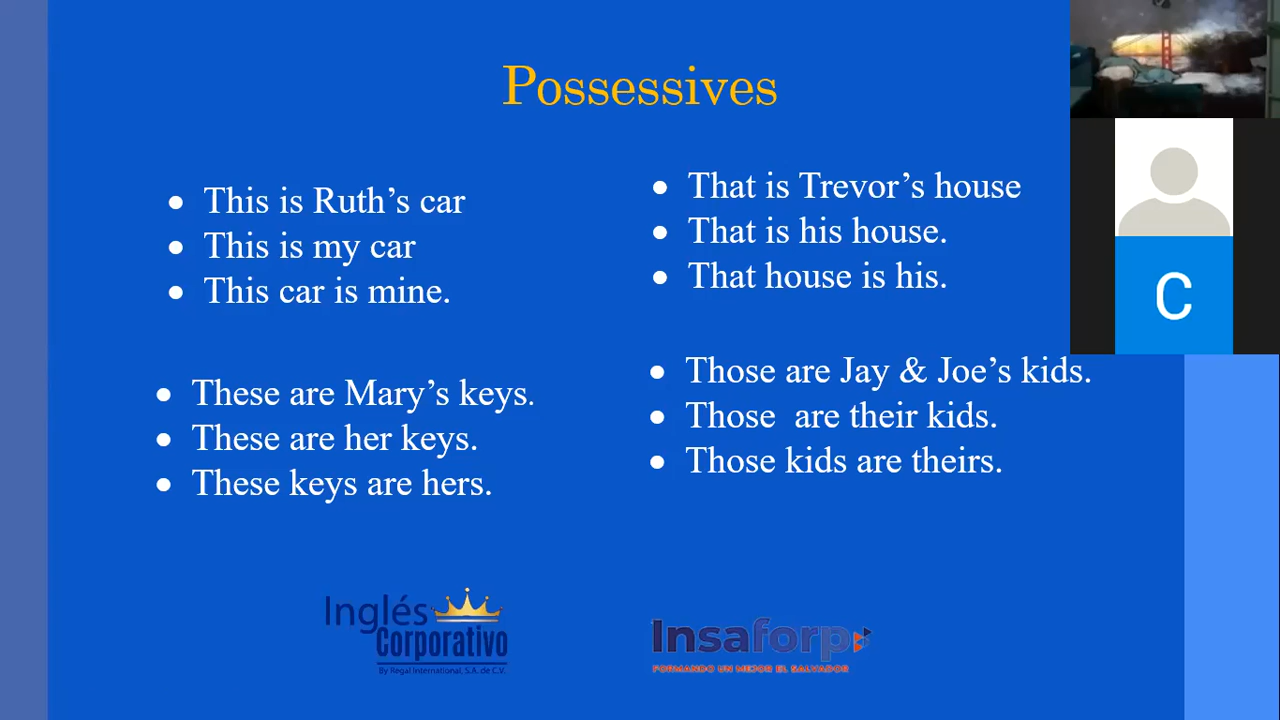 Possessives
• This is Ruth’s car
• This is my car
• This car is mine.
• These are Mary’s keys.
• These are her keys.
• These keys are hers.
• That is Trevor’s house
• That is his house.
• That house is his.
• Those are Jay & Joe’s kids.
• Those  are their kids.
• Those kids are theirs.
C
Inglés
Corporativo
By Regal International, S.A. de C.V.
Insaforp
FORMANDO UN MEJOR EL SALVADOR